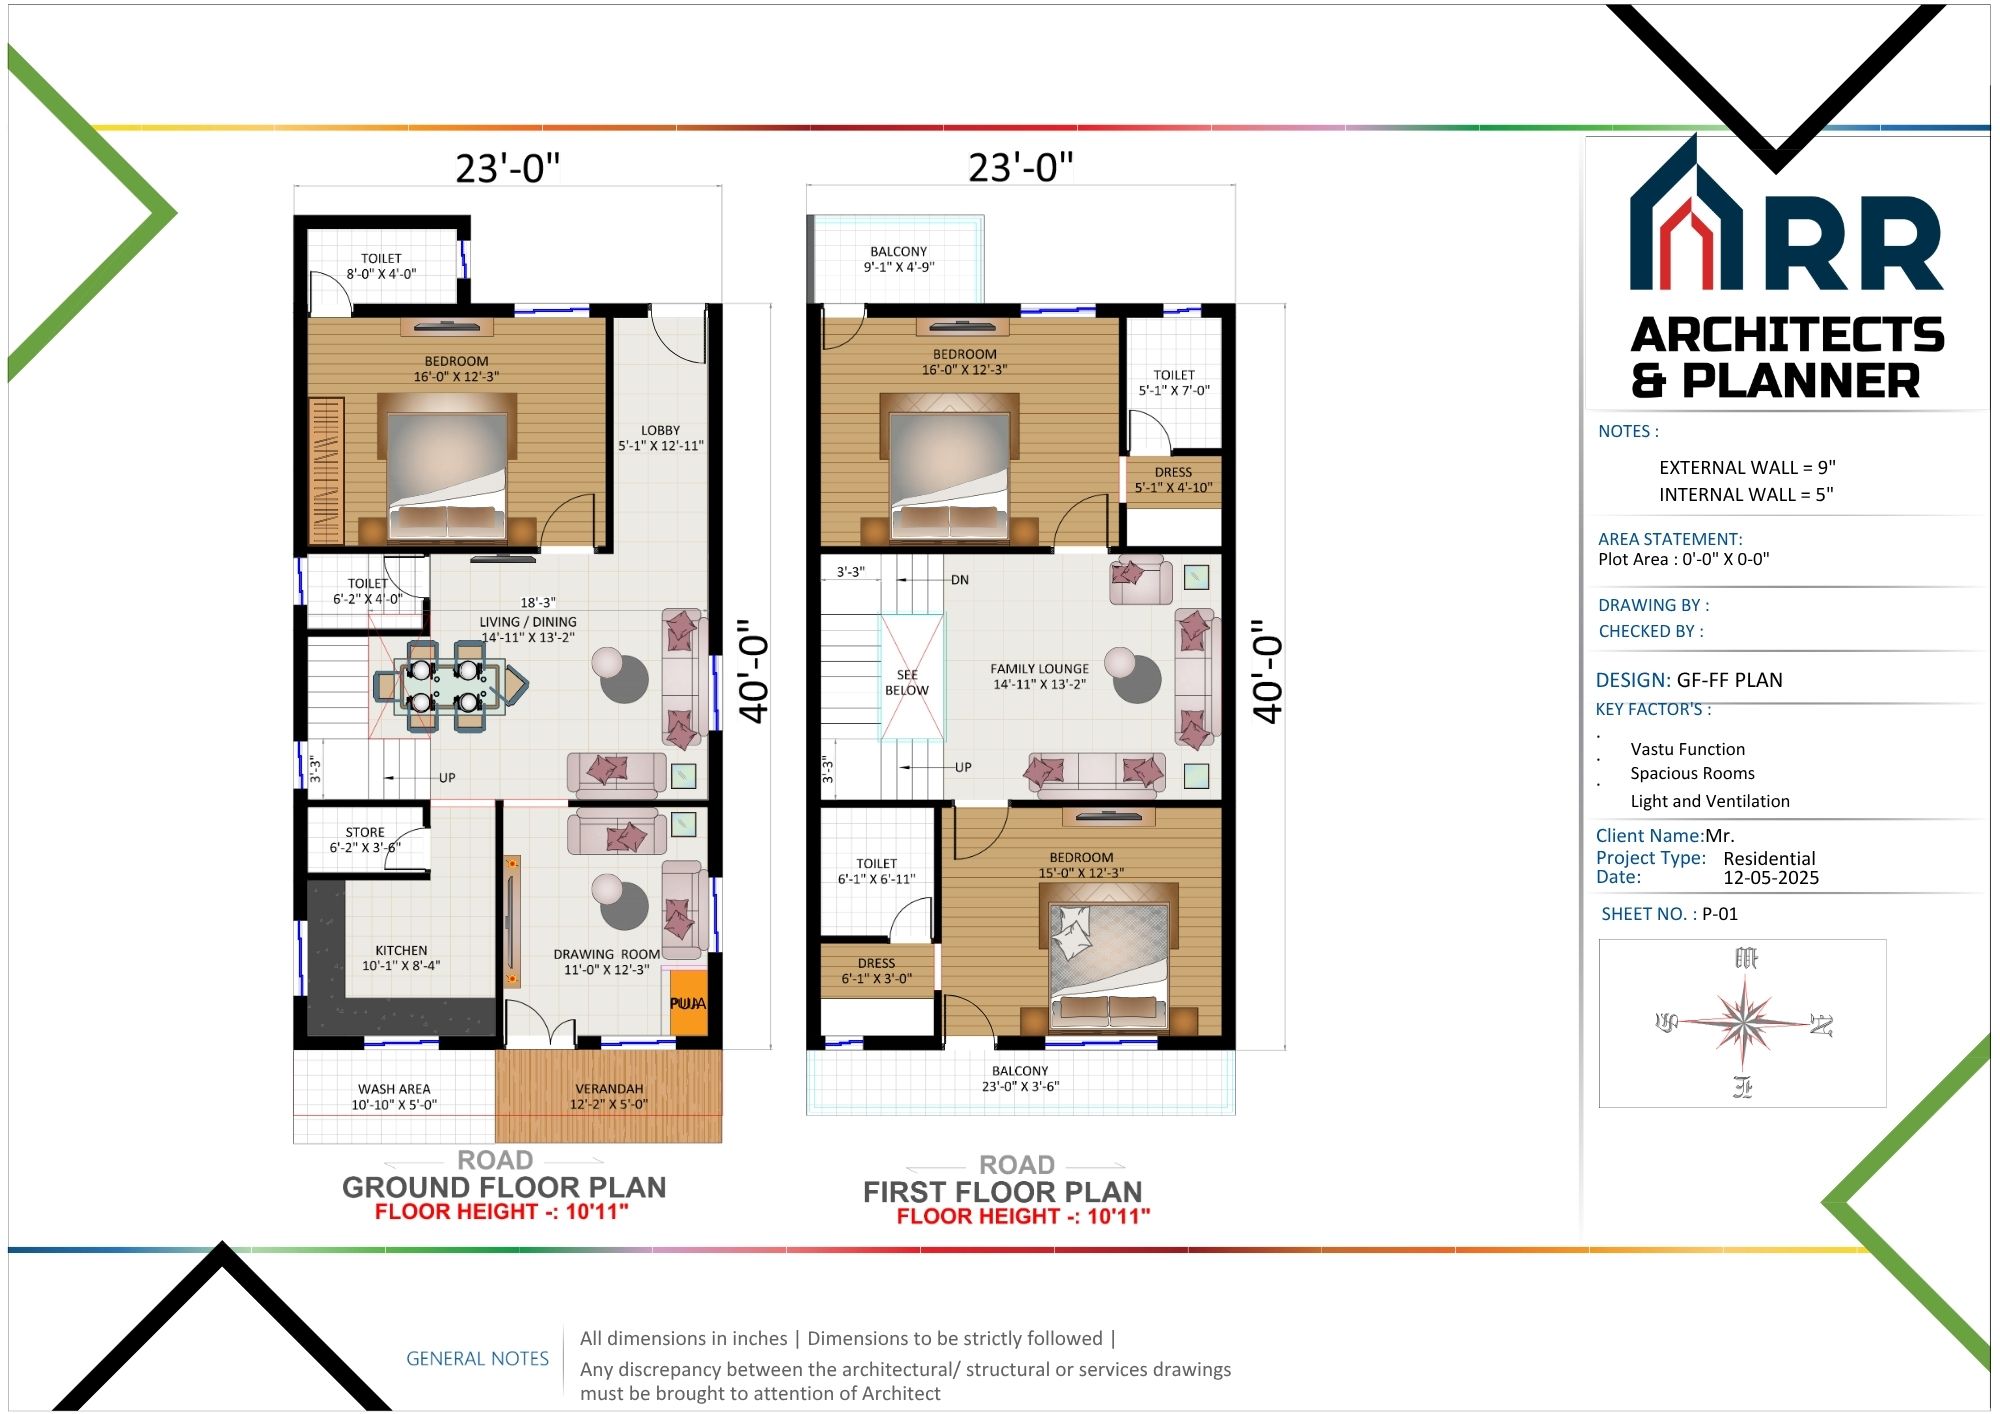 23'-0"
TOILET
8'-0" X 4'-0"
BEDROOM
16'-0" X 12'-3"
LOBBY
5'-1" X 12'-11"
TOILET
6'-2" X 4'-0"
18'-3"
LIVING / DINING
14'-11" X 13'-2"
40'-0"
3'-3"
UP
STORE
6'-2" X 3'-6"
KITCHEN
10'-1" X 8'-4"
DRAWING ROOM
11'-0" X 12'-3"
PUJA
WASH AREA
10'-10" X 5'-0"
VERANDAH
12'-2" X 5'-0"
ROAD
GROUND FLOOR PLAN
FLOOR HEIGHT -: 10'11"
23'-0"
BALCONY
9'-1" X 4'-9"
BEDROOM
16'-0" X 12'-3"
TOILET
5'-1" X 7'-0"
DRESS
5'-1" X 4'-10"
3'-3"
DN
SEE
BELOW
FAMILY LOUNGE
14'-11" X 13'-2"
40'-0"
3'-3"
UP
TOILET
6'-1" X 6'-11"
BEDROOM
15'-0" X 12'-3"
DRESS
6'-1" X 3'-0"
BALCONY
23'-0" X 3'-6"
ROAD
FIRST FLOOR PLAN
FLOOR HEIGHT -: 10'11"
ARR
ARCHITECTS
& PLANNER
NOTES :
EXTERNAL WALL = 9"
INTERNAL WALL = 5"
AREA STATEMENT:
Plot Area : 0'-0" X 0-0"
DRAWING BY :
CHECKED BY :
DESIGN: GF-FF PLAN
KEY FACTOR'S :
. Vastu Function
. Spacious Rooms
. Light and Ventilation
Client Name:Mr.
Project Type: Residential
Date: 12-05-2025
SHEET NO. : P-01
W
S N
E
GENERAL NOTES
All dimensions in inches | Dimensions to be strictly followed |
Any discrepancy between the architectural/ structural or services drawings
must be brought to attention of Architect